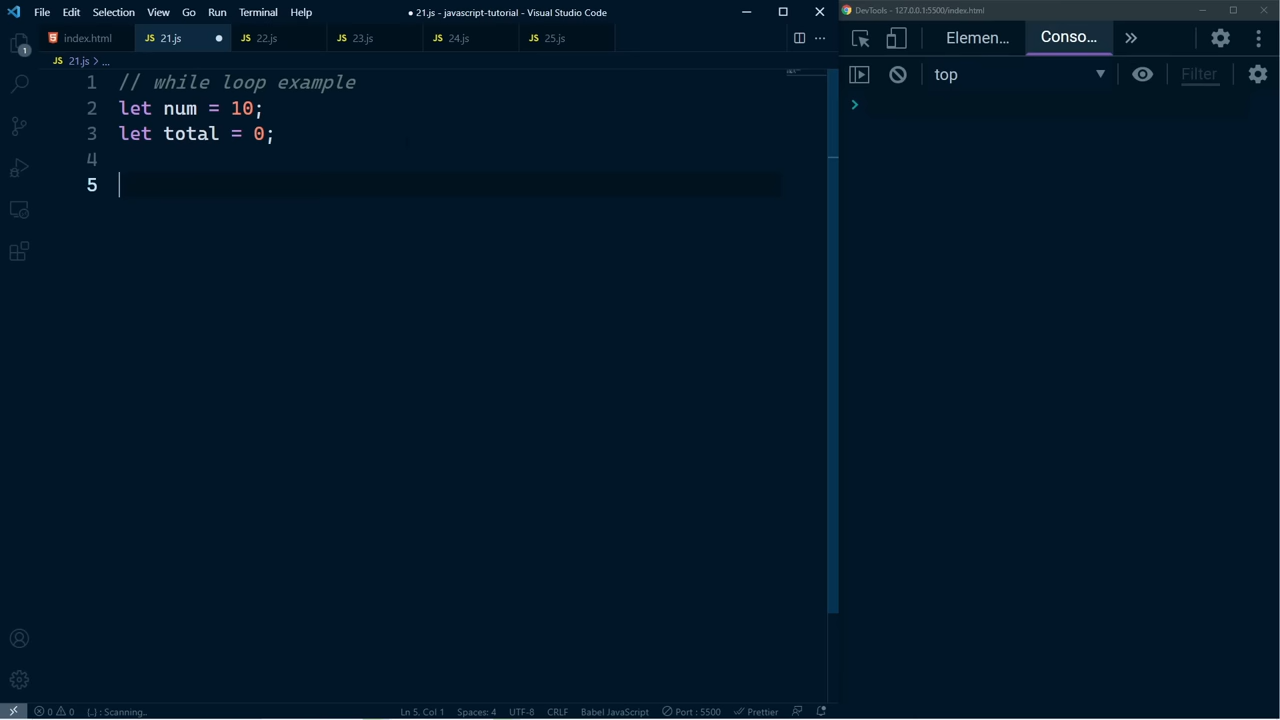 File Edit Selection View Go Run Terminal Help
● 21.js - javascript-tutorial - Visual Studio Code
DevTools - 127.0.0.1:5500/index.html
index.html
JS 21.js
JS 22.js
JS 23.js
JS 24.js
JS 25.js
Elemen...
Conso...
JS 21.js > ...
top
Filter
1 // while loop example
2 let num = 10;
3 let total = 0;
4
5
1
0 0 {..} : Scanning..
Ln 5, Col 1
Spaces: 4
UTF-8
CRLF
Babel JavaScript
Port : 5500
Prettier